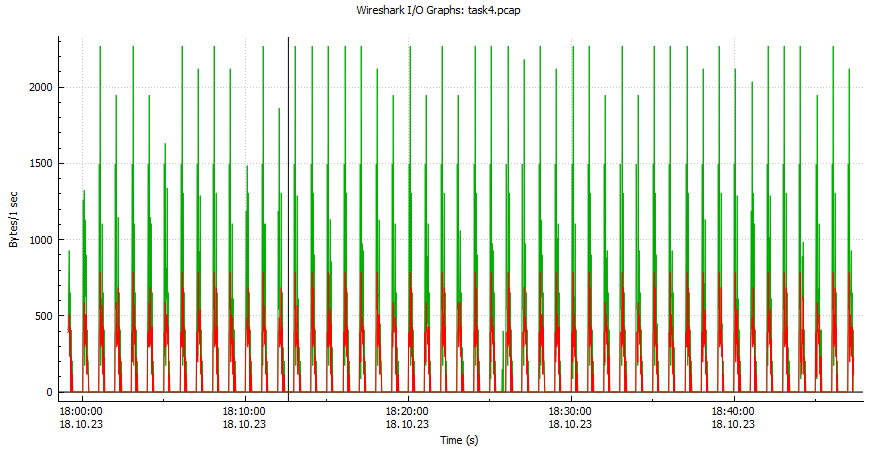 Wireshark I/O Graphs: task4.pcap
2000
1500
1000
500
0
Bytes/1 sec
18:00:00 18:10:00 18:20:00 18:30:00 18:40:00
18.10.23 18.10.23 18.10.23 18.10.23 18.10.23
Time (s)